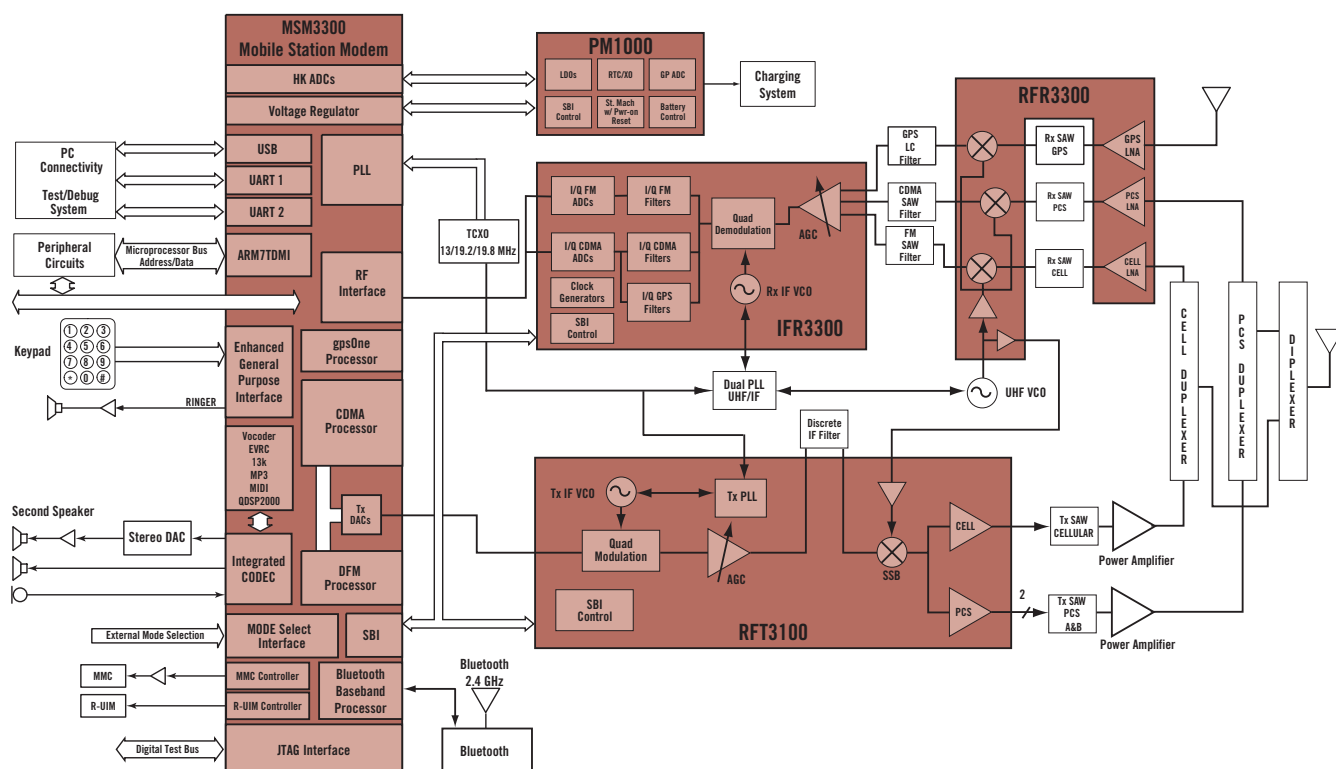 MSM3300
Mobile Station Modem
HK ADCs
Voltage Regulator
USB
UART 1
UART 2
PLL
ARM7TDMI
RF
Interface
Enhanced
General
Purpose
Interface
gpsOne
Processor
CDMA
Processor
Vocoder
EVRC
13k
MP3
MIDI
QDSP2000
Tx
DACs
Integrated
CODEC
DFM
Processor
MODE Select
Interface
SBI
MMC Controller
R-UIM Controller
Bluetooth
Baseband
Processor
JTAG Interface
PC
Connectivity
Test/Debug
System
Peripheral
Circuits
Microprocessor Bus
Address/Data
Keypad
1 2 3
4 5 6
7 8 9
* 0 #
RINGER
Second Speaker
Stereo DAC
External Mode Selection
MMC
R-UIM
Digital Test Bus
PM1000
LDOs
RTC/XO
GP ADC
SBI
Control
St. Mach
w/ Pwr-on
Reset
Battery
Control
Charging
System
TCXO
13/19.2/19.8 MHz
I/Q FM
ADCs
I/Q FM
Filters
I/Q CDMA
ADCs
I/Q CDMA
Filters
Clock
Generators
I/Q GPS
Filters
SBI
Control
Quad
Demodulation
AGC
Rx IF VCO
IFR3300
GPS
LC
Filter
CDMA
SAW
Filter
FM
SAW
Filter
RFR3300
Rx SAW
GPS
GPS
LNA
Rx SAW
PCS
PCS
LNA
Rx SAW
CELL
CELL
LNA
Dual PLL
UHF/IF
UHF VCO
CELL DUPLEXER
PCS DUPLEXER
DIPLEXER
Discrete
IF Filter
Tx IF VCO
Tx PLL
Quad
Modulation
AGC
SSB
CELL
PCS
SBI
Control
RFT3100
2
Tx SAW
CELLULAR
Power Amplifier
Tx SAW
PCS
A&B
Power Amplifier
Bluetooth
2.4 GHz
Bluetooth